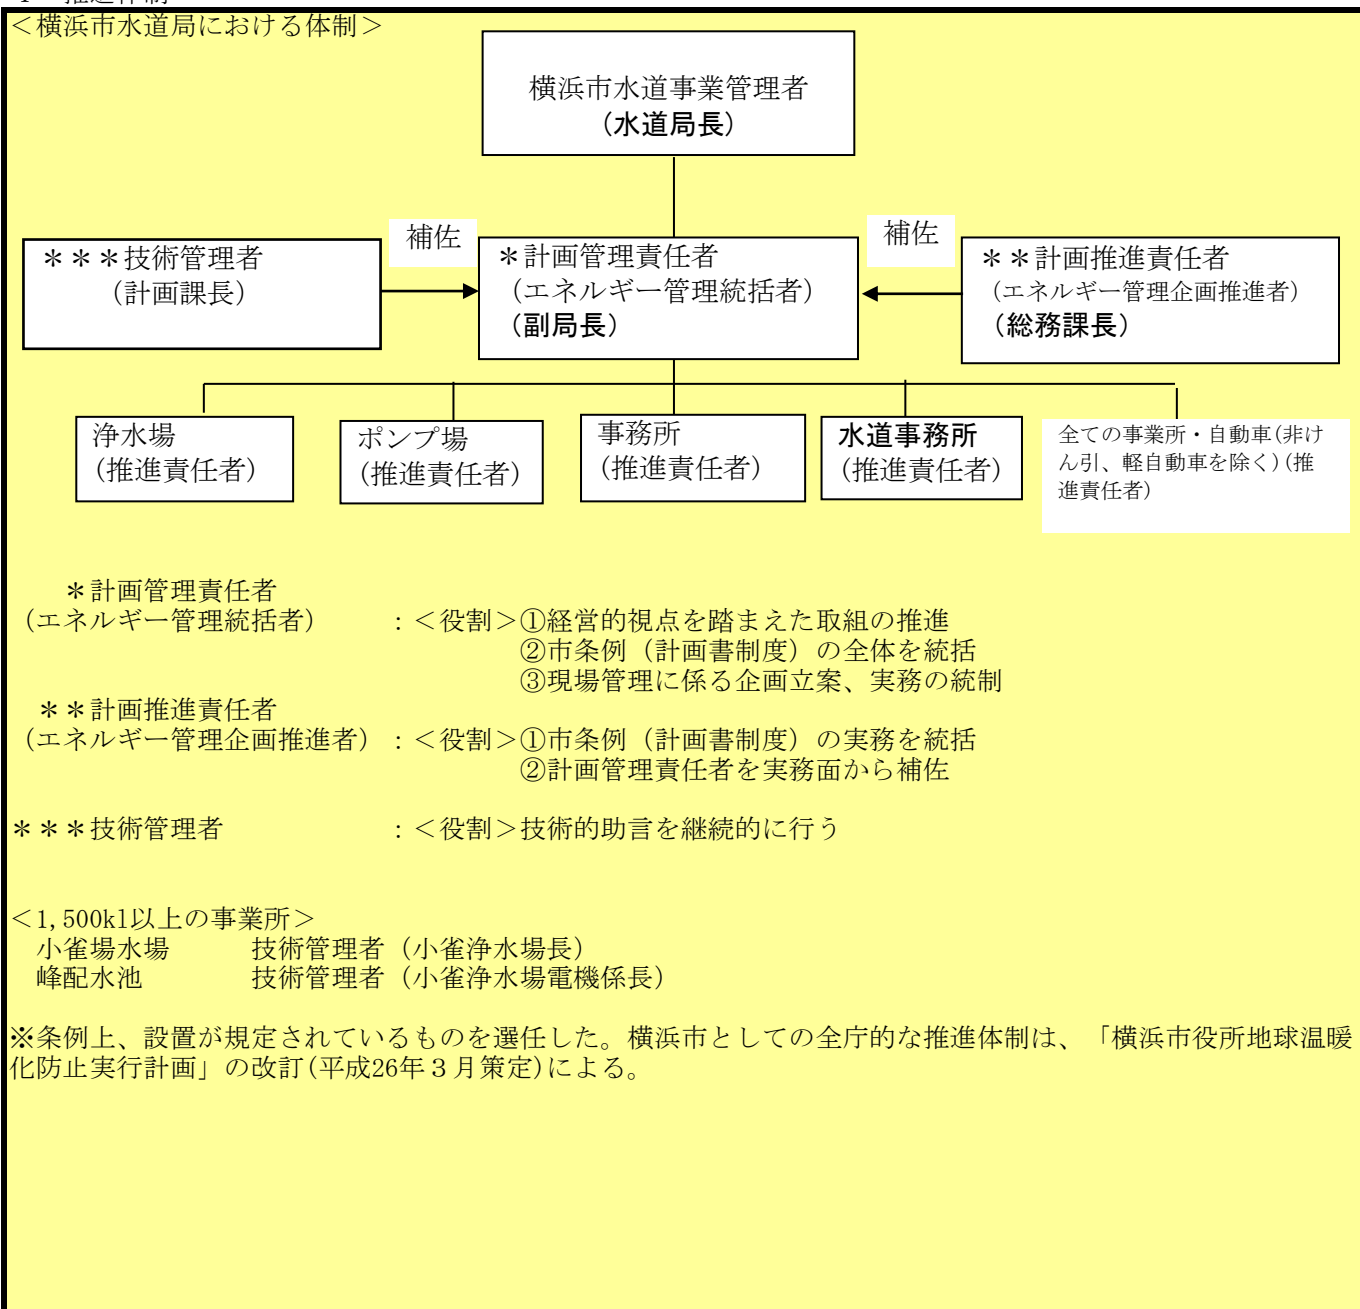 ＜横浜市水道局における体制＞
横浜市水道事業管理者
（水道局長）
補佐
補佐
＊＊＊技術管理者
（計画課長）
＊計画管理責任者
（エネルギー管理統括者）
（副局長）
＊＊計画推進責任者
（エネルギー管理企画推進者）
（総務課長）
浄水場
(推進責任者)
ポンプ場
(推進責任者)
事務所
(推進責任者)
水道事務所
(推進責任者)
全ての事業所・自動車(非け
ん引、軽自動車を除く)(推
進責任者)
＊計画管理責任者
（エネルギー管理統括者）　：＜役割＞①経営的視点を踏まえた取組の推進
②市条例（計画書制度）の全体を統括
③現場管理に係る企画立案、実務の統制
＊＊計画推進責任者
（エネルギー管理企画推進者）：＜役割＞①市条例（計画書制度）の実務を統括
②計画管理責任者を実務面から補佐
＊＊＊技術管理者　：＜役割＞技術的助言を継続的に行う
＜1,500kl以上の事業所＞
小雀場水場　技術管理者（小雀浄水場長）
峰配水池　技術管理者（小雀浄水場電機係長）
※条例上、設置が規定されているものを選任した。横浜市としての全庁的な推進体制は、「横浜市役所地球温暖
化防止実行計画」の改訂(平成26年３月策定)による。